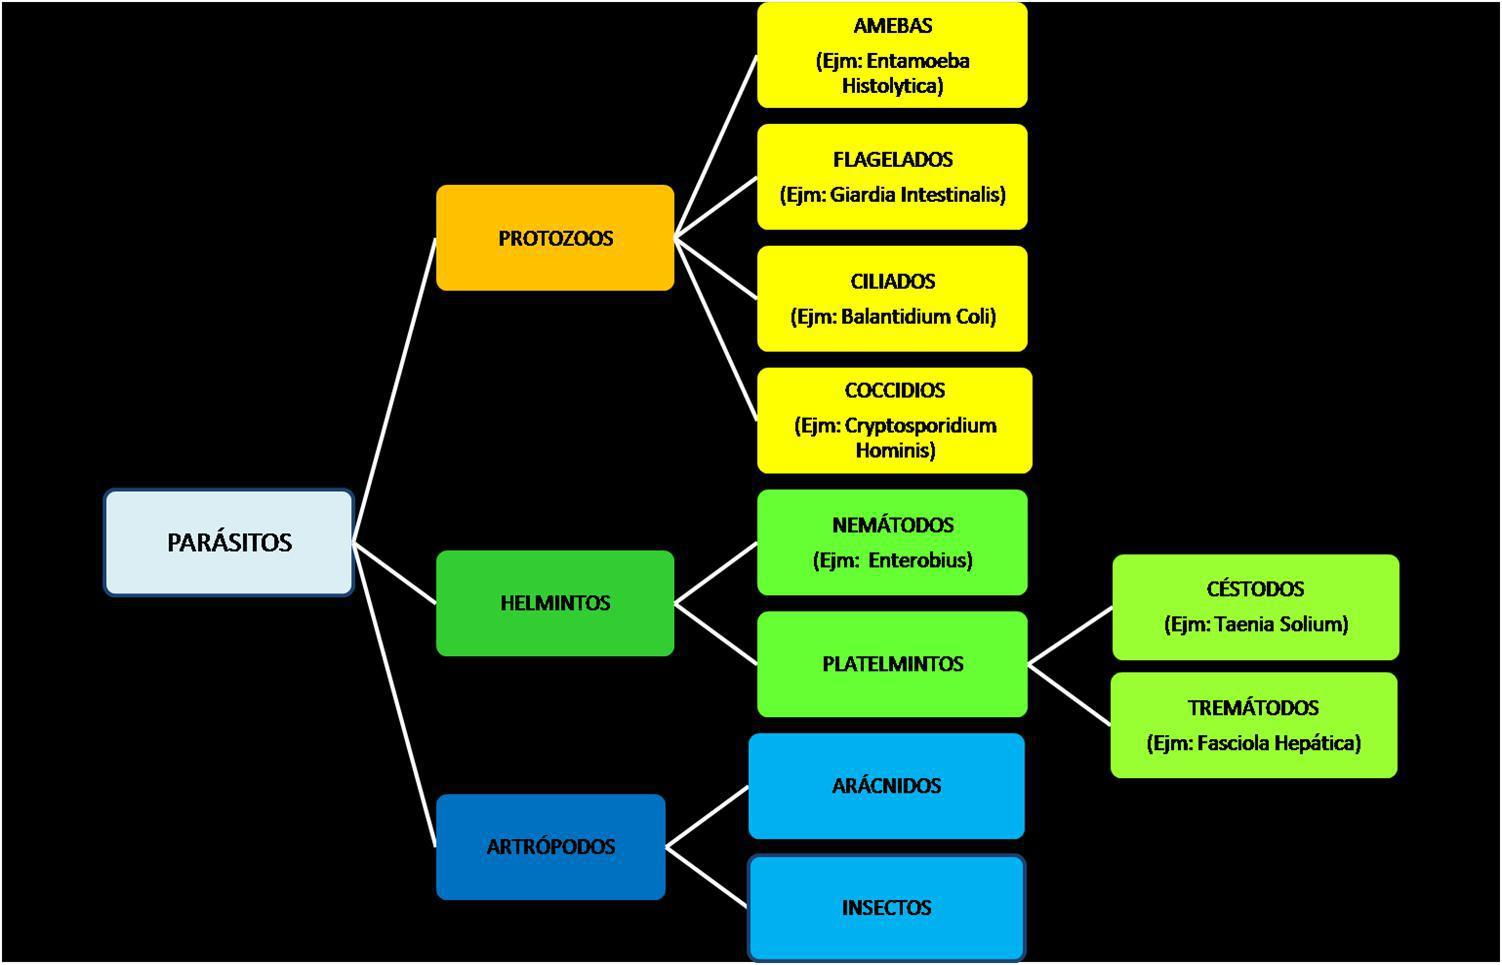 PARÁSITOS
PROTOZOOS
AMEBAS
(Ejm: Entamoeba
Histolytica)
FLAGELADOS
(Ejm: Giardia Intestinalis)
CILIADOS
(Ejm: Balantidium Coli)
COCCIDIOS
(Ejm: Cryptosporidium
Hominis)
HELMINTOS
NEMÁTODOS
(Ejm:  Enterobius)
PLATELMINTOS
CÉSTODOS
(Ejm: Taenia Solium)
TREMÁTODOS
(Ejm: Fasciola Hepática)
ARTRÓPODOS
ARÁCNIDOS
INSECTOS